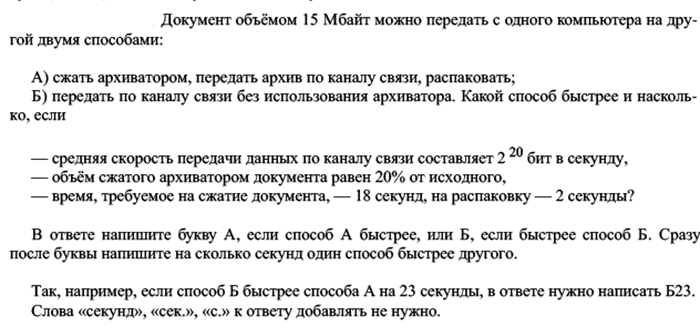 Документ объёмом 15 Мбайт можно передать с одного компьютера на дру-
гой двумя способами:
А) сжать архиватором, передать архив по каналу связи, распаковать;
Б) передать по каналу связи без использования архиватора. Какой способ быстрее и насколь-
ко, если
— средняя скорость передачи данных по каналу связи составляет 2 20 бит в секунду,
— объём сжатого архиватором документа равен 20% от исходного,
— время, требуемое на сжатие документа, — 18 секунд, на распаковку — 2 секунды?
В ответе напишите букву А, если способ А быстрее, или Б, если быстрее способ Б. Сразу
после буквы напишите на сколько секунд один способ быстрее другого.
Так, например, если способ Б быстрее способа А на 23 секунды, в ответе нужно написать Б23.
Слова «секунд», «сек.», «с.» к ответу добавлять не нужно.